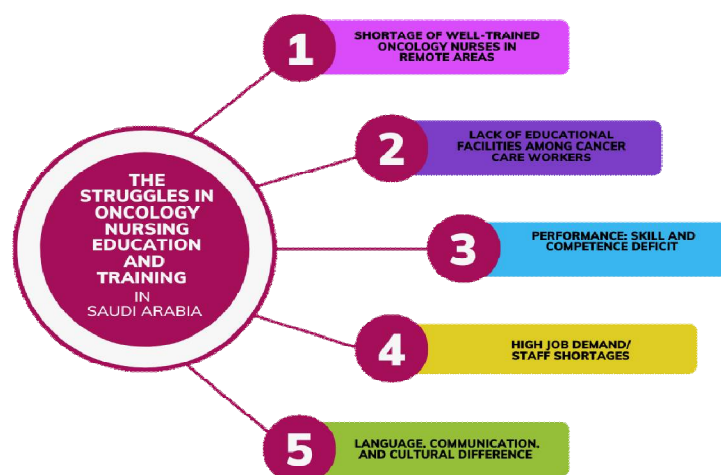 THE
STRUGGLES IN
ONCOLOGY
NURSING
EDUCATION
AND
TRAINING
IN
SAUDI ARABIA
1
SHORTAGE OF WELL-TRAINED
ONCOLOGY NURSES IN
REMOTE AREAS
2
LACK OF EDUCATIONAL
FACILITIES AMONG CANCER
CARE WORKERS
3
PERFORMANCE: SKILL AND
COMPETENCE DEFICIT
4
HIGH JOB DEMAND/
STAFF SHORTAGES
5
LANGUAGE, COMMUNICATION,
AND CULTURAL DIFFERENCE